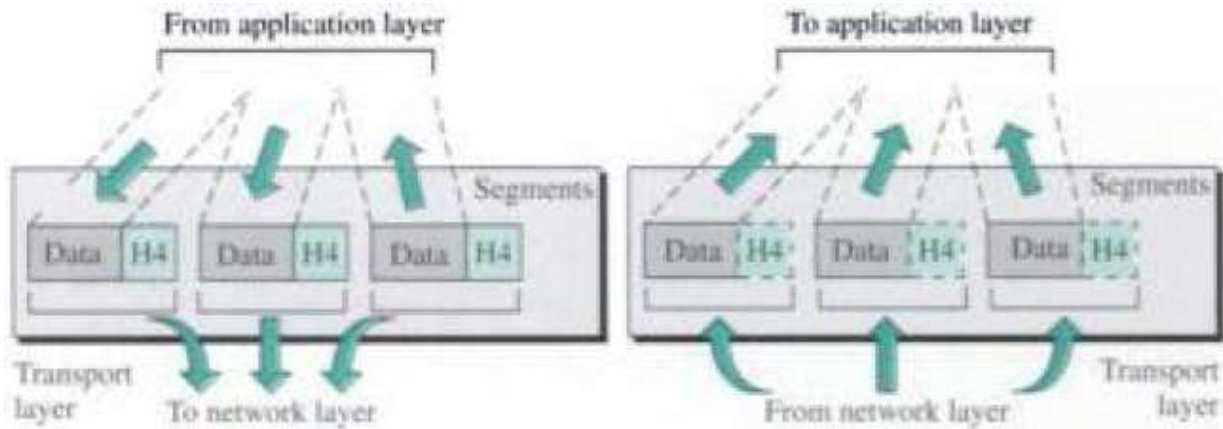 From application layer
To application layer
Segments
Segments
Data H4 Data H4 Data H4
Data H4 Data H4 Data H4
Transport
layer
To network layer
From network layer
Transport
layer